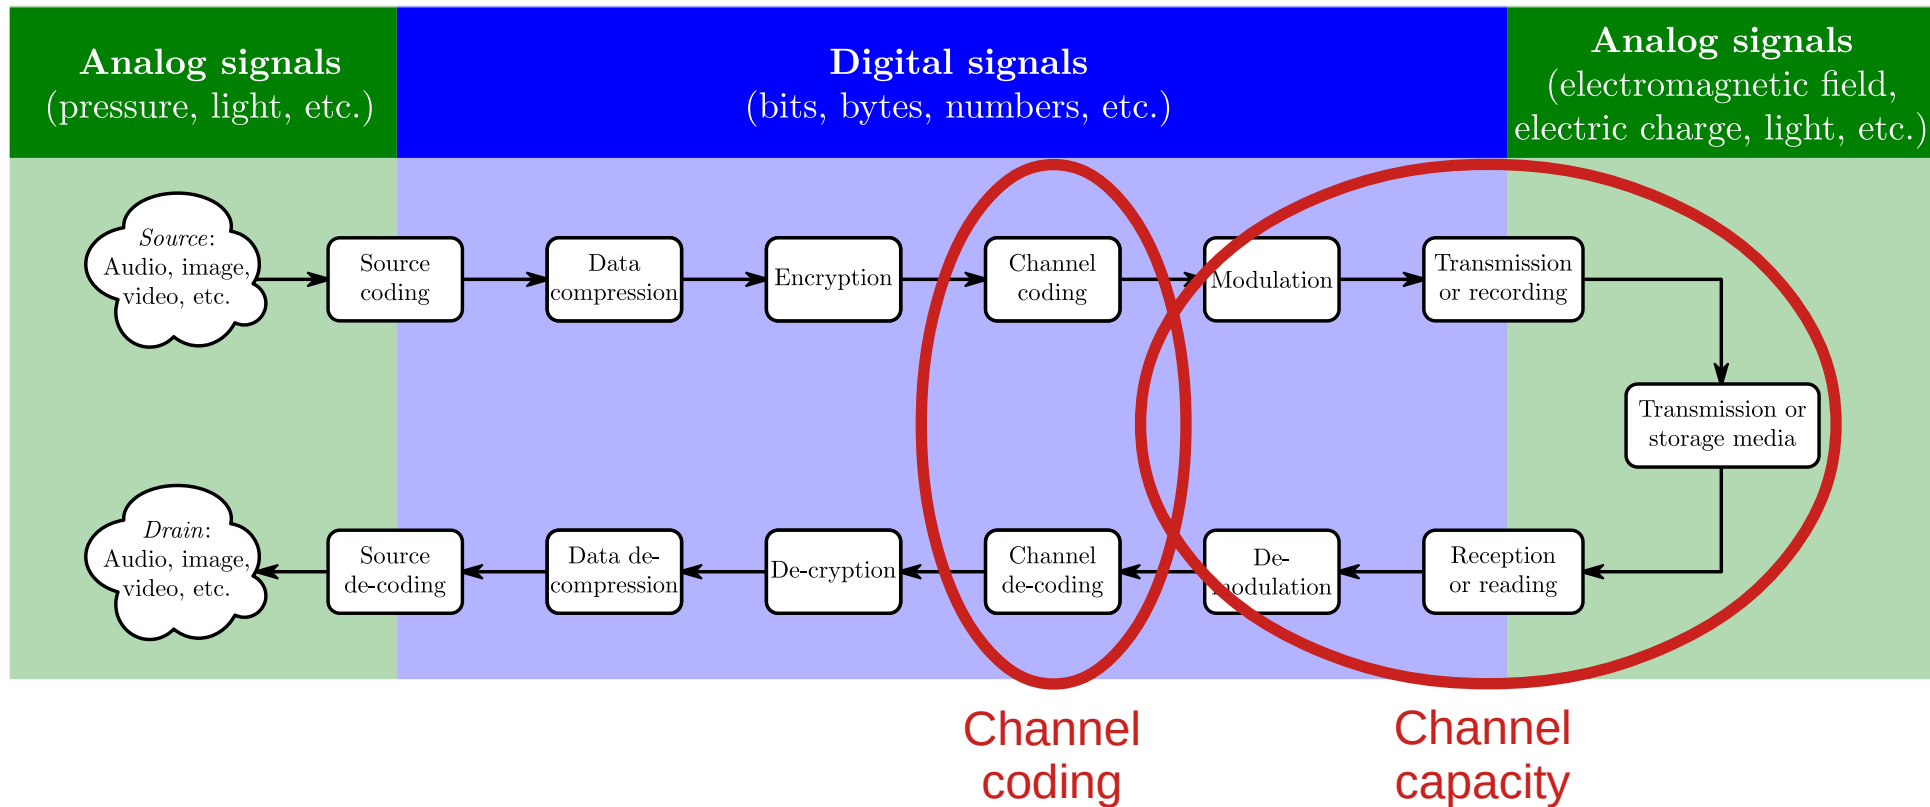 Analog signals
(pressure, light, etc.)
Digital signals
(bits, bytes, numbers, etc.)
Analog signals
(electromagnetic field,
electric charge, light, etc.)
Source:
Audio, image,
video, etc.
Source
coding
Data
compression
Encryption
Channel
coding
Modulation
Transmission
or recording
Transmission or
storage media
Drain:
Audio, image,
video, etc.
Source
de-coding
Data de-
compression
De-cryption
Channel
de-coding
De-
modulation
Reception
or reading
Channel
coding
Channel
capacity